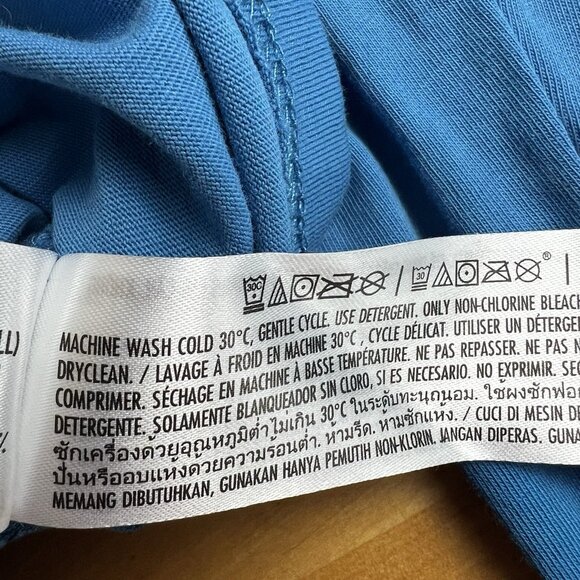 30C
30
®
LL)
MACHINE WASH COLD 30°C, GENTLE CYCLE. USE DETERGENT. ONLY NON-CHLORINE BLEACH
DRYCLEAN. / LAVAGE À FROID EN MACHINE 30°C , CYCLE DÉLICAT. UTILISER UN DÉTERGE
COMPRIMER. SÉCHAGE EN MACHINE À BASSE TEMPÉRATURE. NE PAS REPASSER. NE PAS N
DETERGENTE. SOLAMENTE BLANQUEADOR SIN CLORO, SI ES NECESARIO. NO EXPRIMIR. SEC
ซักเครื่องด้วยอุณหภูมิต่ำไม่เกิน 30°C ในระดับทะนุถนอม. ใช้ผงซักฟอก
ปั่นหรืออบแห้งด้วยความร้อนต่ำ. ห้ามรีด. ห้ามซักแห้ง. / CUCI DI MESIN DI
MEMANG DIBUTUHKAN, GUNAKAN HANYA PEMUTIH NON-KLORIN. JANGAN DIPERAS. GUNA